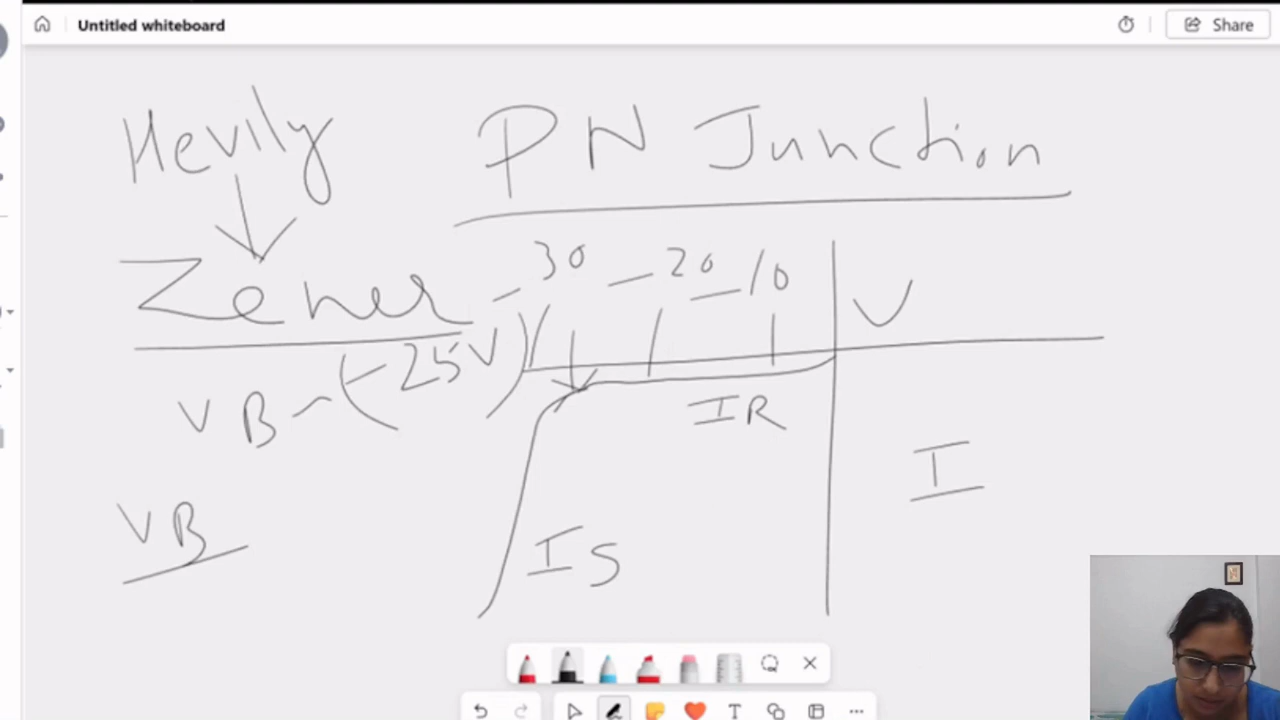 Untitled whiteboard
Share
Hevily
PN Junction
Zener
-30 -20 -10
V
VB - (-25V)
IR
I
VB
IS
T